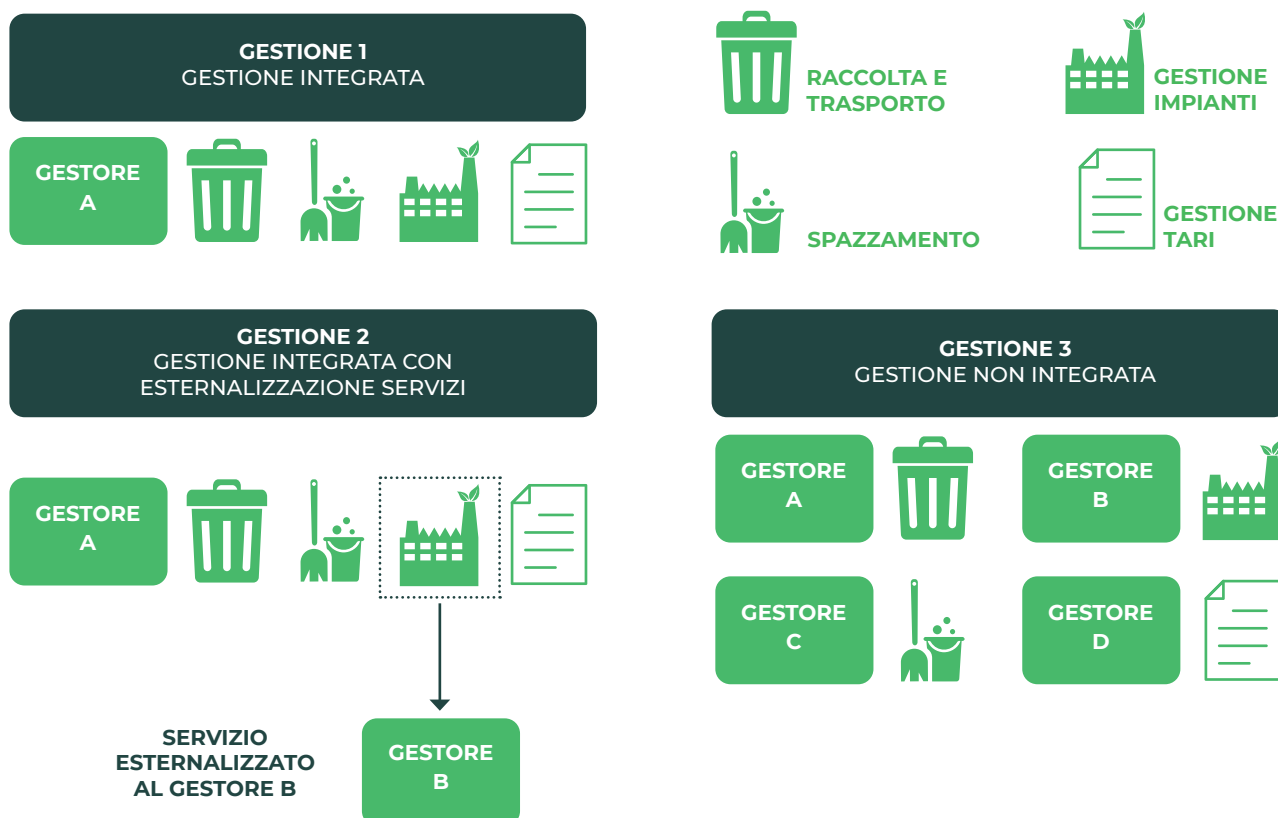 GESTIONE 1
GESTIONE INTEGRATA
GESTORE
A
RACCOLTA E
TRASPORTO
GESTIONE
IMPIANTI
SPAZZAMENTO
GESTIONE
TARI
GESTIONE 2
GESTIONE INTEGRATA CON
ESTERNALIZZAZIONE SERVIZI
GESTORE
A
SERVIZIO
ESTERNALIZZATO
AL GESTORE B
GESTORE
B
GESTIONE 3
GESTIONE NON INTEGRATA
GESTORE
A
GESTORE
B
GESTORE
C
GESTORE
D